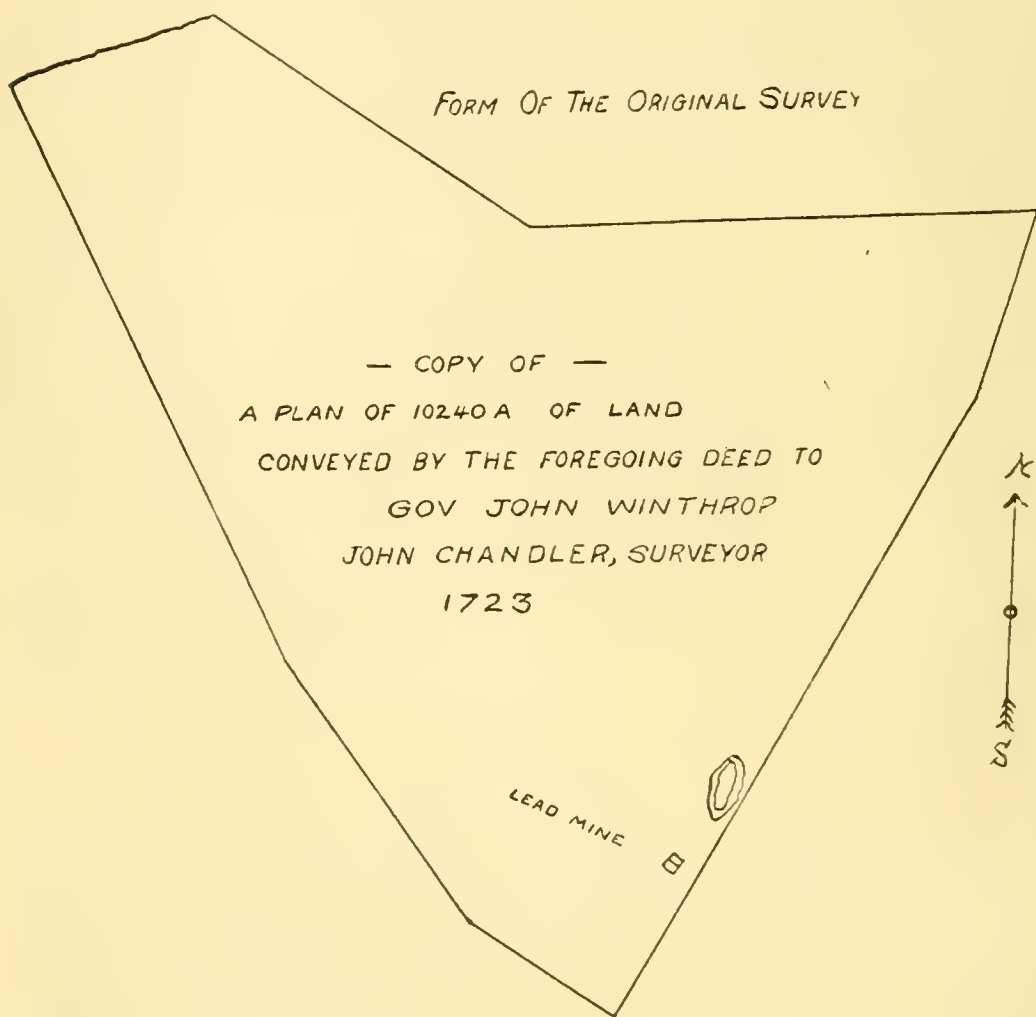 FORM OF THE ORIGINAL SURVEY
— COPY OF —
A PLAN OF 10240 A OF LAND
CONVEYED BY THE FOREGOING DEED TO
GOV JOHN WINTHROP
JOHN CHANDLER, SURVEYOR
1723
N
S
LEAD MINE